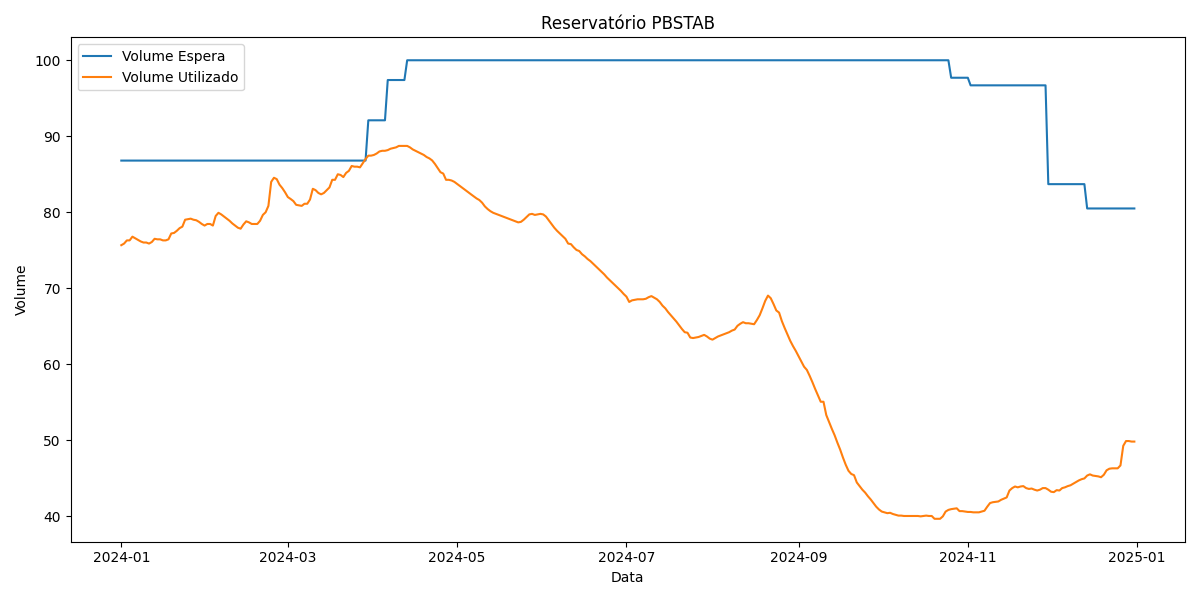 Reservatório PBSTAB
Volume Espera
Volume Utilizado
Volume
100
90
80
70
60
50
40
2024-01
2024-03
2024-05
2024-07
2024-09
2024-11
2025-01
Data